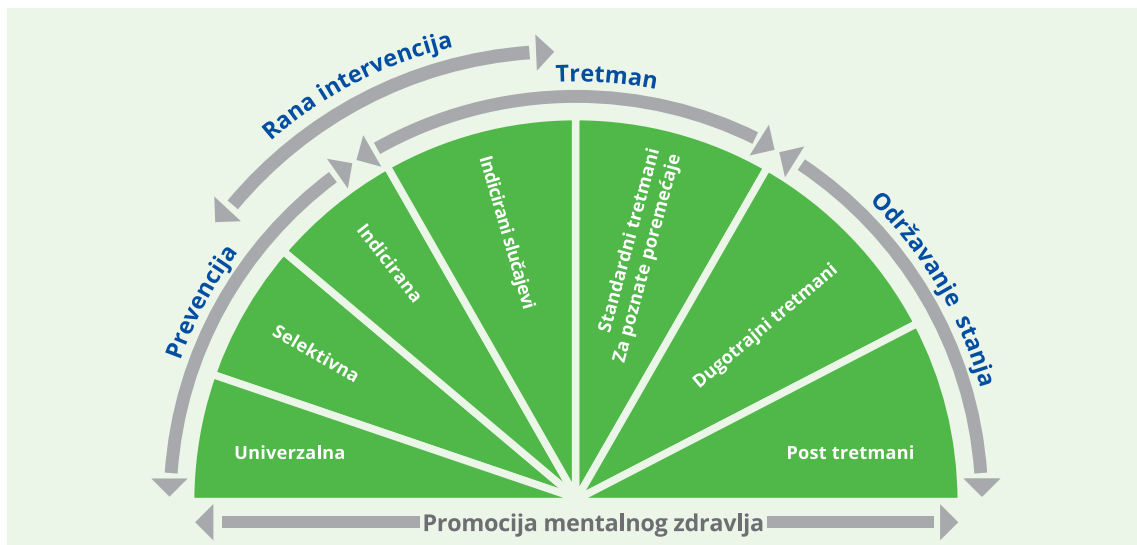 Rana intervencija
Tretman
Prevencija
Održavanje stanja
Univerzalna
Selektivna
Indicirana
Indicirani slučajevi
Standardni tretmani
Za poznate poremećaje
Dugotrajni tretmani
Post tretmani
Promocija mentalnog zdravlja